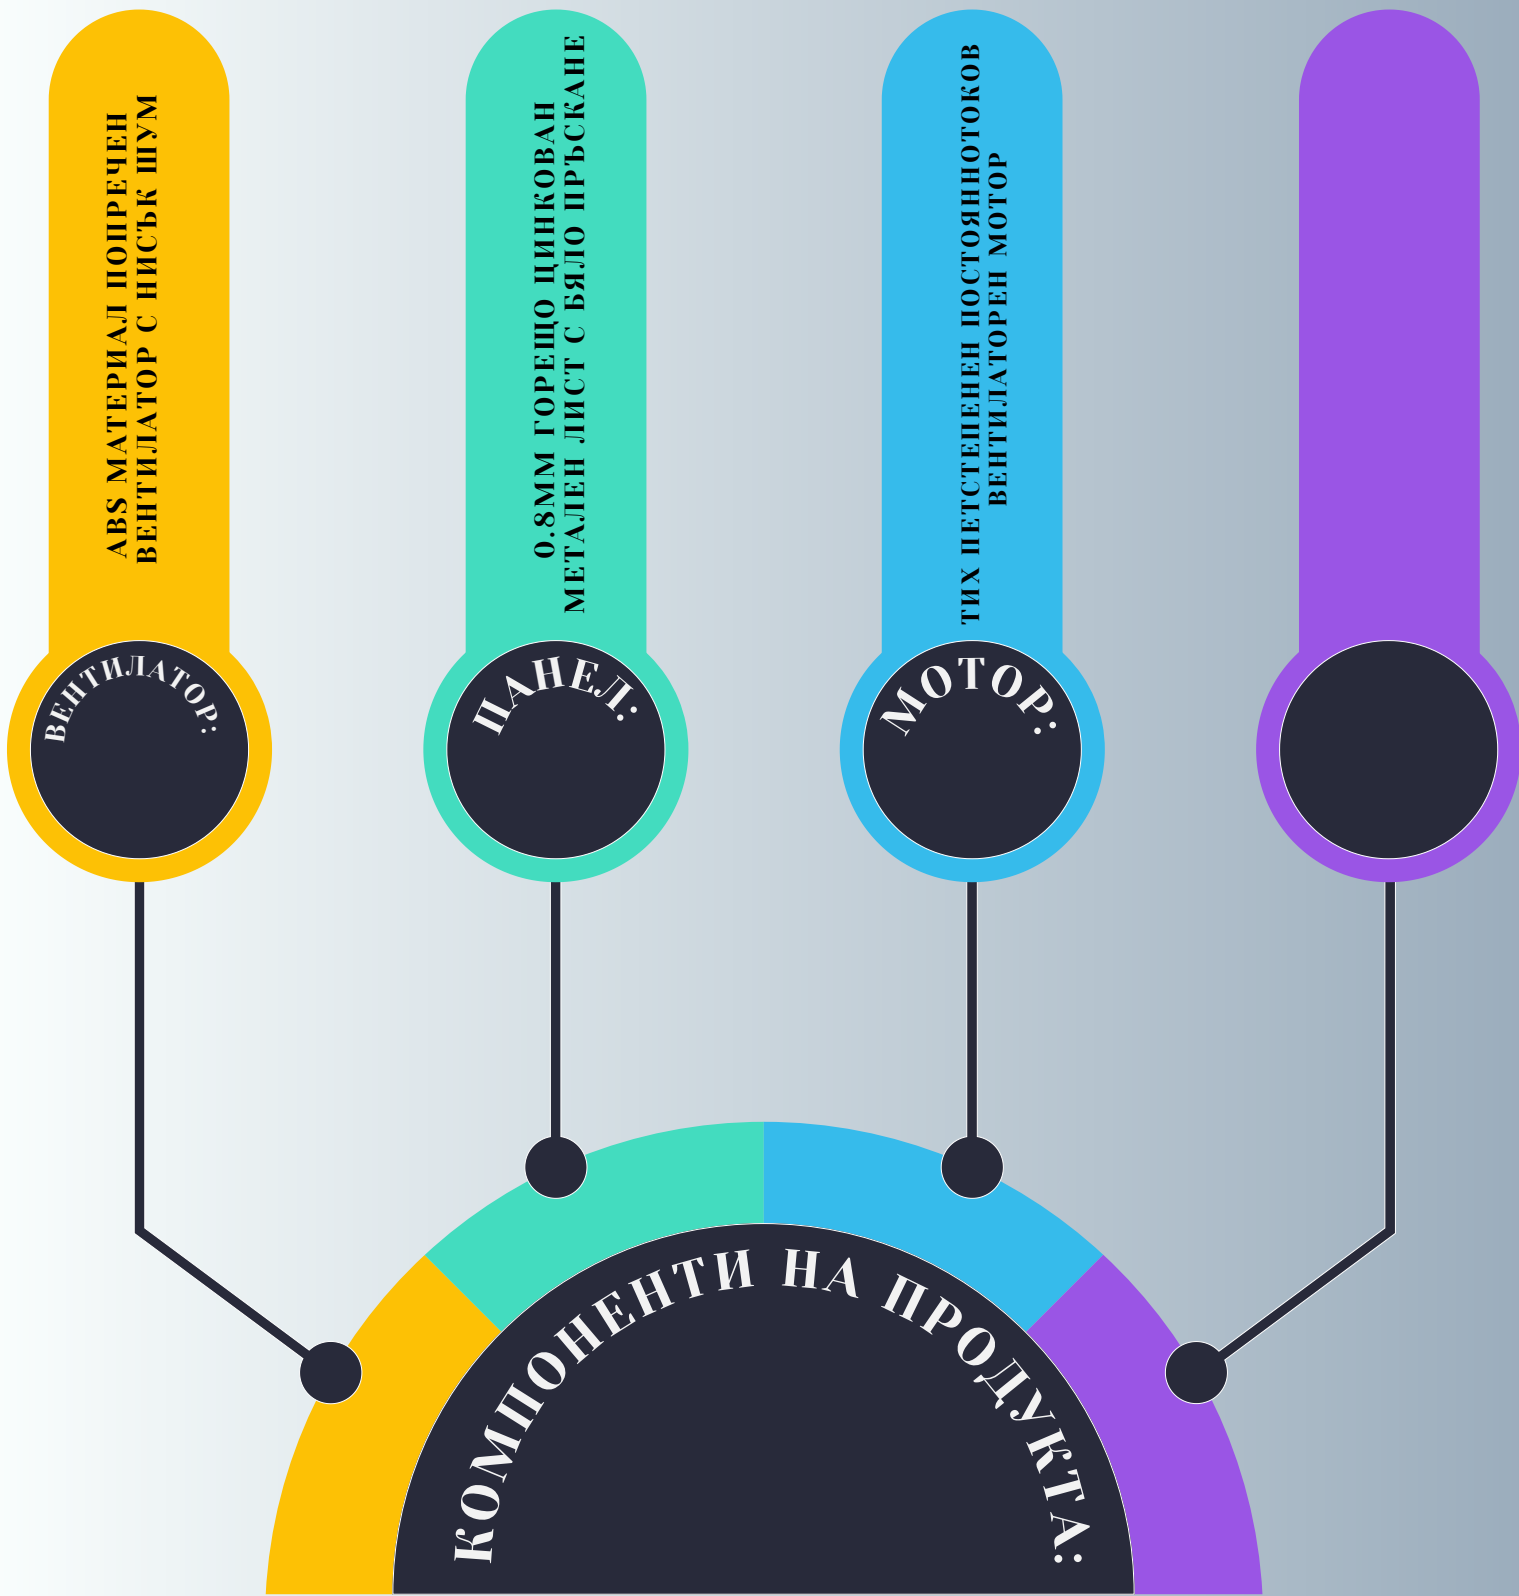 ABS МАТЕРИАЛ ПОПРЕЧЕН
ВЕНТИЛАТОР С НИСЪК ШУМ
ВЕНТИЛАТОР:
0.8ММ ГОРЕЩО ЦИНКОВАН
МЕТАЛЕН ЛИСТ С БЯЛО ПРЪСКАНЕ
ПАНЕЛ:
ТИХ ПЕТСТЕПЕНЕН ПОСТОЯННОТОКОВ
ВЕНТИЛАТОРЕН МОТОР
МОТОР:
КОМПОНЕНТИ НА ПРОДУКТА: